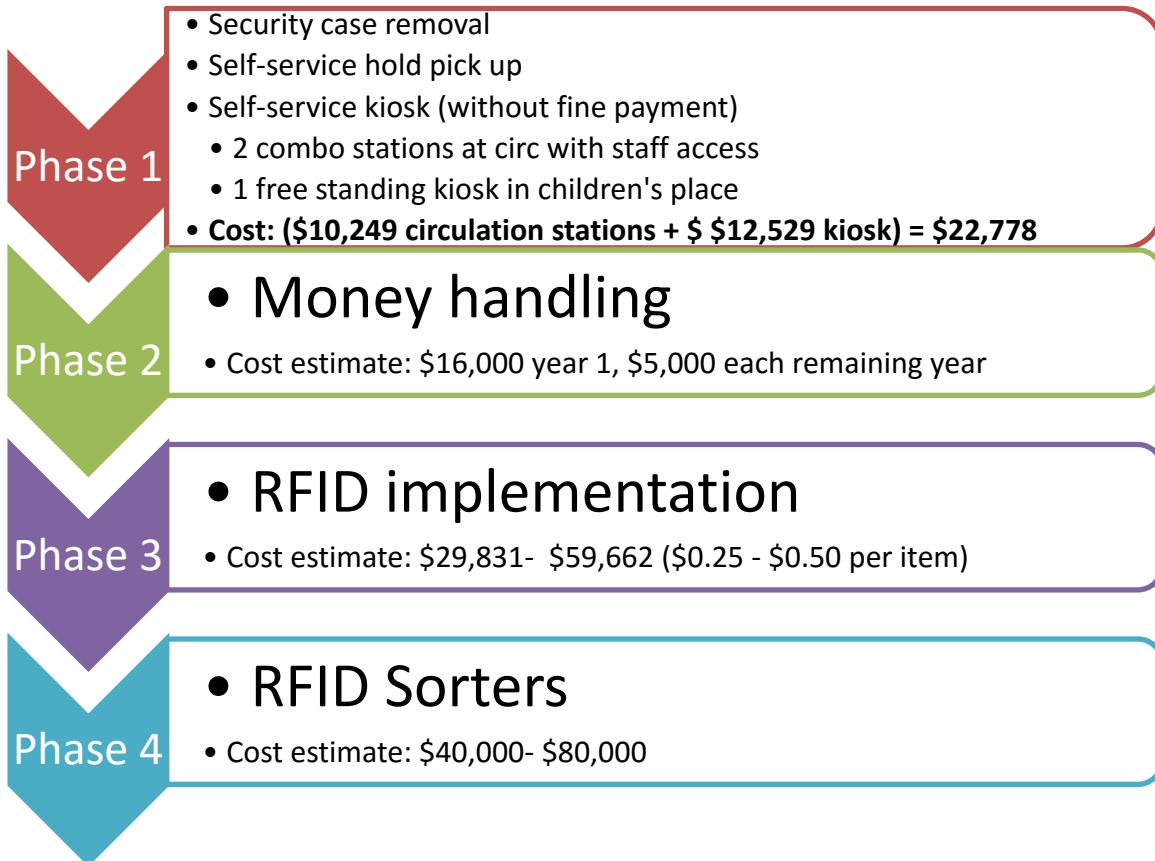 Phase 1
• Security case removal
• Self-service hold pick up
• Self-service kiosk (without fine payment)
• 2 combo stations at circ with staff access
• 1 free standing kiosk in children's place
• Cost: ($10,249 circulation stations + $ $12,529 kiosk) = $22,778
Phase 2
• Money handling
• Cost estimate: $16,000 year 1, $5,000 each remaining year
Phase 3
• RFID implementation
• Cost estimate: $29,831- $59,662 ($0.25 - $0.50 per item)
Phase 4
• RFID Sorters
• Cost estimate: $40,000- $80,000